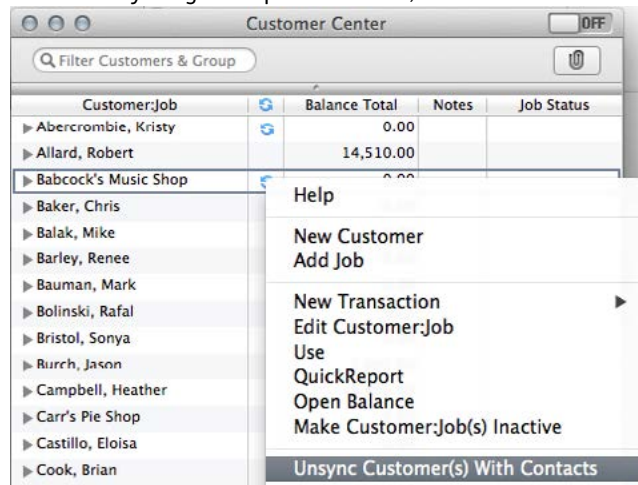 Customer Center OFF
Filter Customers & Group
Customer:Job Balance Total Notes Job Status
Abercrombie, Kristy 0.00
Allard, Robert 14,510.00
Babcock's Music Shop
Baker, Chris
Balak, Mike
Barley, Renee
Bauman, Mark
Bolinski, Rafal
Bristol, Sonya
Burch, Jason
Campbell, Heather
Carr's Pie Shop
Castillo, Eloisa
Cook, Brian
Help
New Customer
Add Job
New Transaction
Edit Customer:Job
Use
QuickReport
Open Balance
Make Customer:Job(s) Inactive
Unsync Customer(s) With Contacts